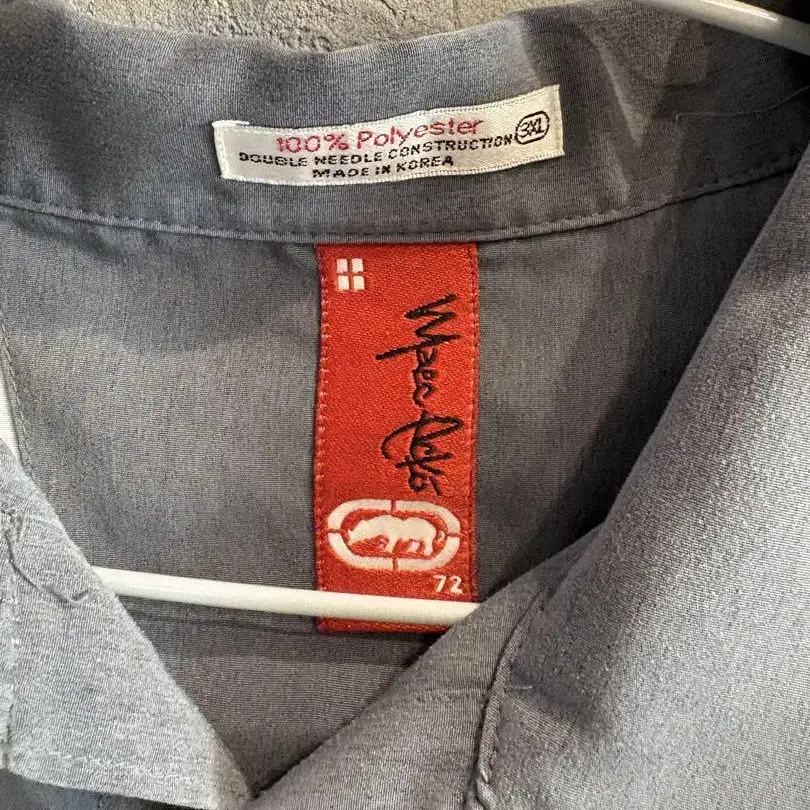 100% Polyester
3XL
DOUBLE NEEDLE CONSTRUCTION
MADE IN KOREA
Marc Ecko
72